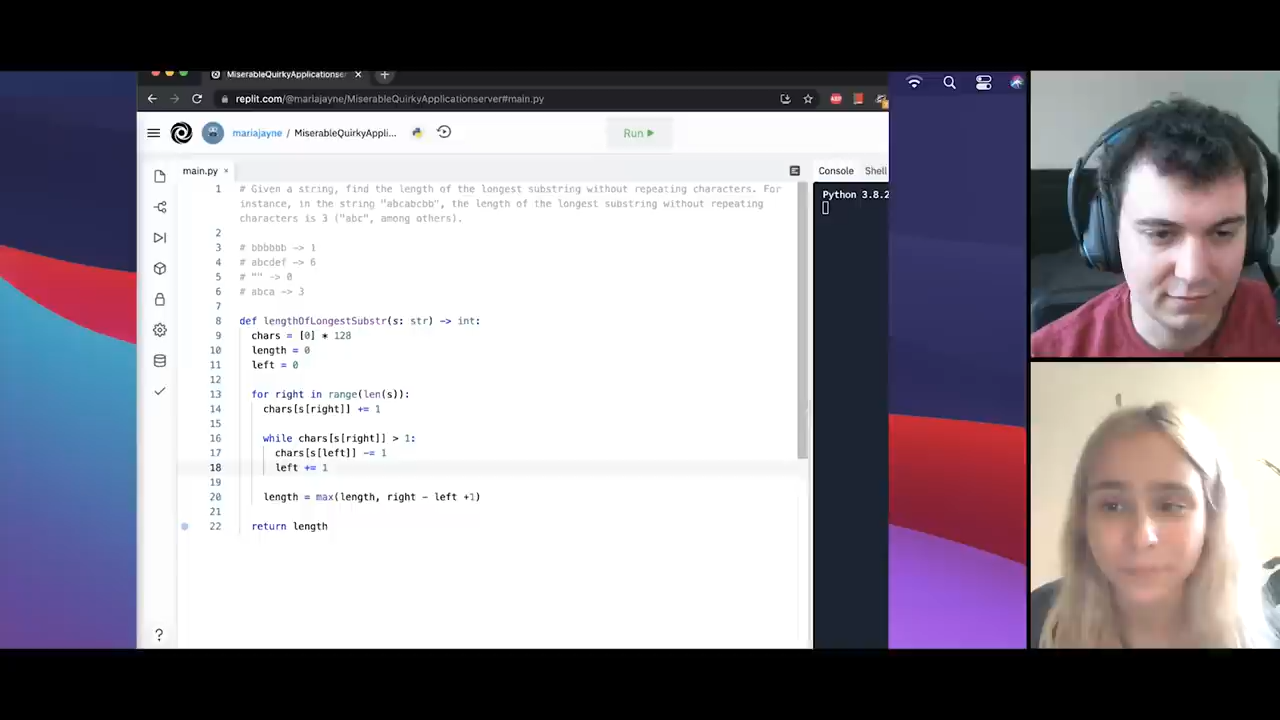 MiserableQuirkyApplicationser ×
replit.com/@mariajayne/MiserableQuirkyApplicationserver#main.py
mariajayne / MiserableQuirkyAppli...
Run
main.py ×
Console Shell
Python 3.8.2
1 # Given a string, find the length of the longest substring without repeating characters. For
instance, in the string "abcabcbb", the length of the longest substring without repeating
characters is 3 ("abc", among others).
2
3 # bbbbbb -> 1
4 # abcdef -> 6
5 # "" -> 0
6 # abca -> 3
7
8 def lengthOfLongestSubstr(s: str) -> int:
9 chars = [0] * 128
10 length = 0
11 left = 0
12
13 for right in range(len(s)):
14 chars[s[right]] += 1
15
16 while chars[s[right]] > 1:
17 chars[s[left]] -= 1
18 left += 1
19
20 length = max(length, right - left +1)
21
22 return length
?